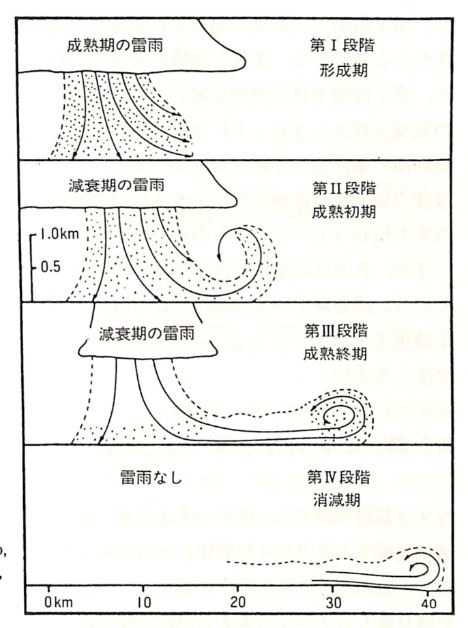 成熟期の雷雨
第Ⅰ段階
形成期
減衰期の雷雨
第Ⅱ段階
成熟初期
1.0km
0.5
減衰期の雷雨
第Ⅲ段階
成熟終期
雷雨なし
第Ⅳ段階
消滅期
0km 10 20 30 40